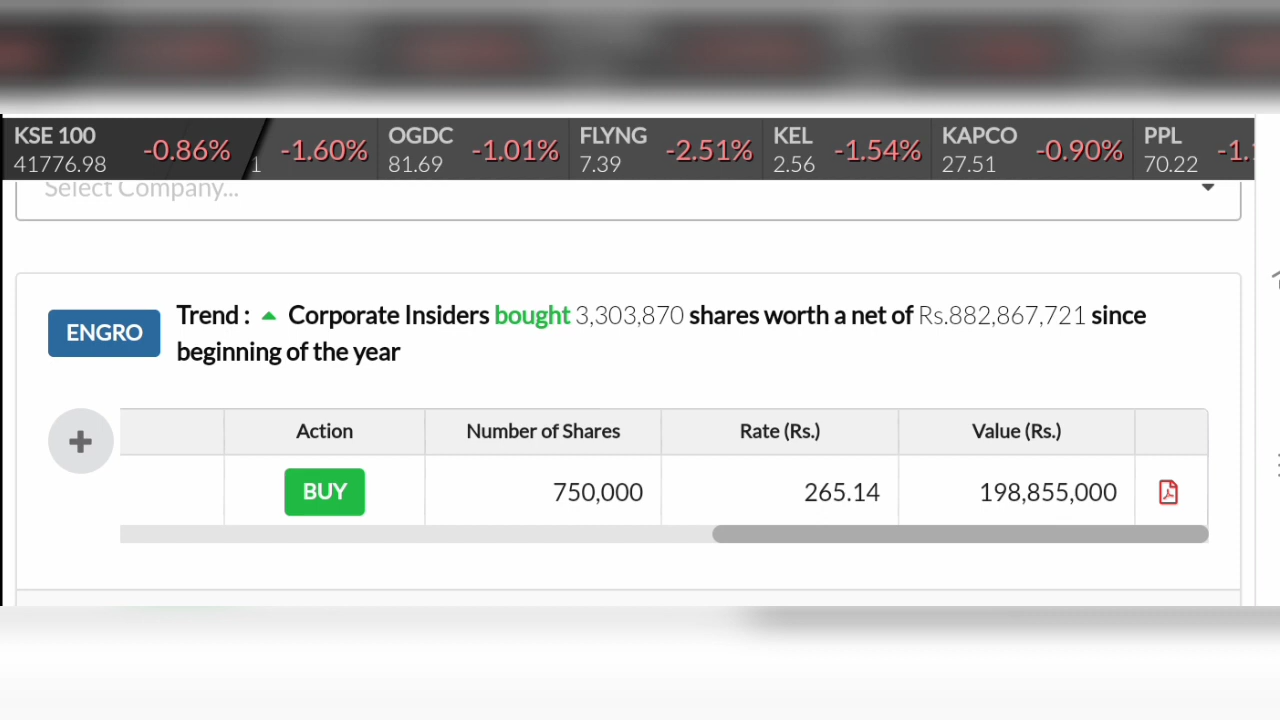 KSE 100 -0.86% -1.60% OGDC -1.01% FLYNG -2.51% KEL -1.54% KAPCO -0.90% PPL -1.
41776.98 1 81.69 7.39 2.56 27.51 70.22
Select Company...
ENGRO Trend : Corporate Insiders bought 3,303,870 shares worth a net of Rs.882,867,721 since
beginning of the year
Action Number of Shares Rate (Rs.) Value (Rs.)
BUY 750,000 265.14 198,855,000